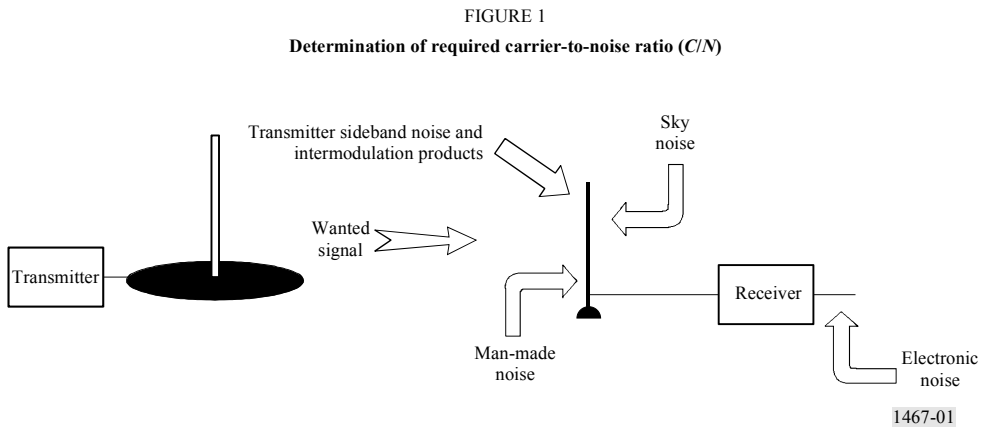 FIGURE 1
Determination of required carrier-to-noise ratio (C/N)
Transmitter sideband noise and
intermodulation products
Sky
noise
Wanted
signal
Transmitter
Receiver
Man-made
noise
Electronic
noise
1467-01